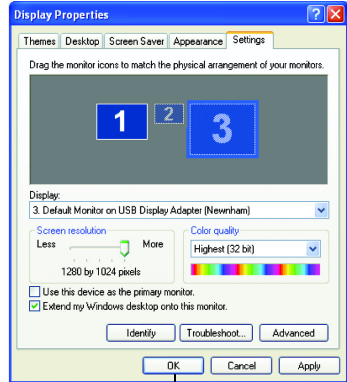 Display Properties
Themes Desktop Screen Saver Appearance Settings
Drag the monitor icons to match the physical arrangement of your monitors.
1 2 3
Display:
3. Default Monitor on USB Display Adapter (Newnham)
Screen resolution
Less More
1280 by 1024 pixels
Color quality
Highest (32 bit)
Use this device as the primary monitor.
Extend my Windows desktop onto this monitor.
Identify Troubleshoot... Advanced
OK Cancel Apply